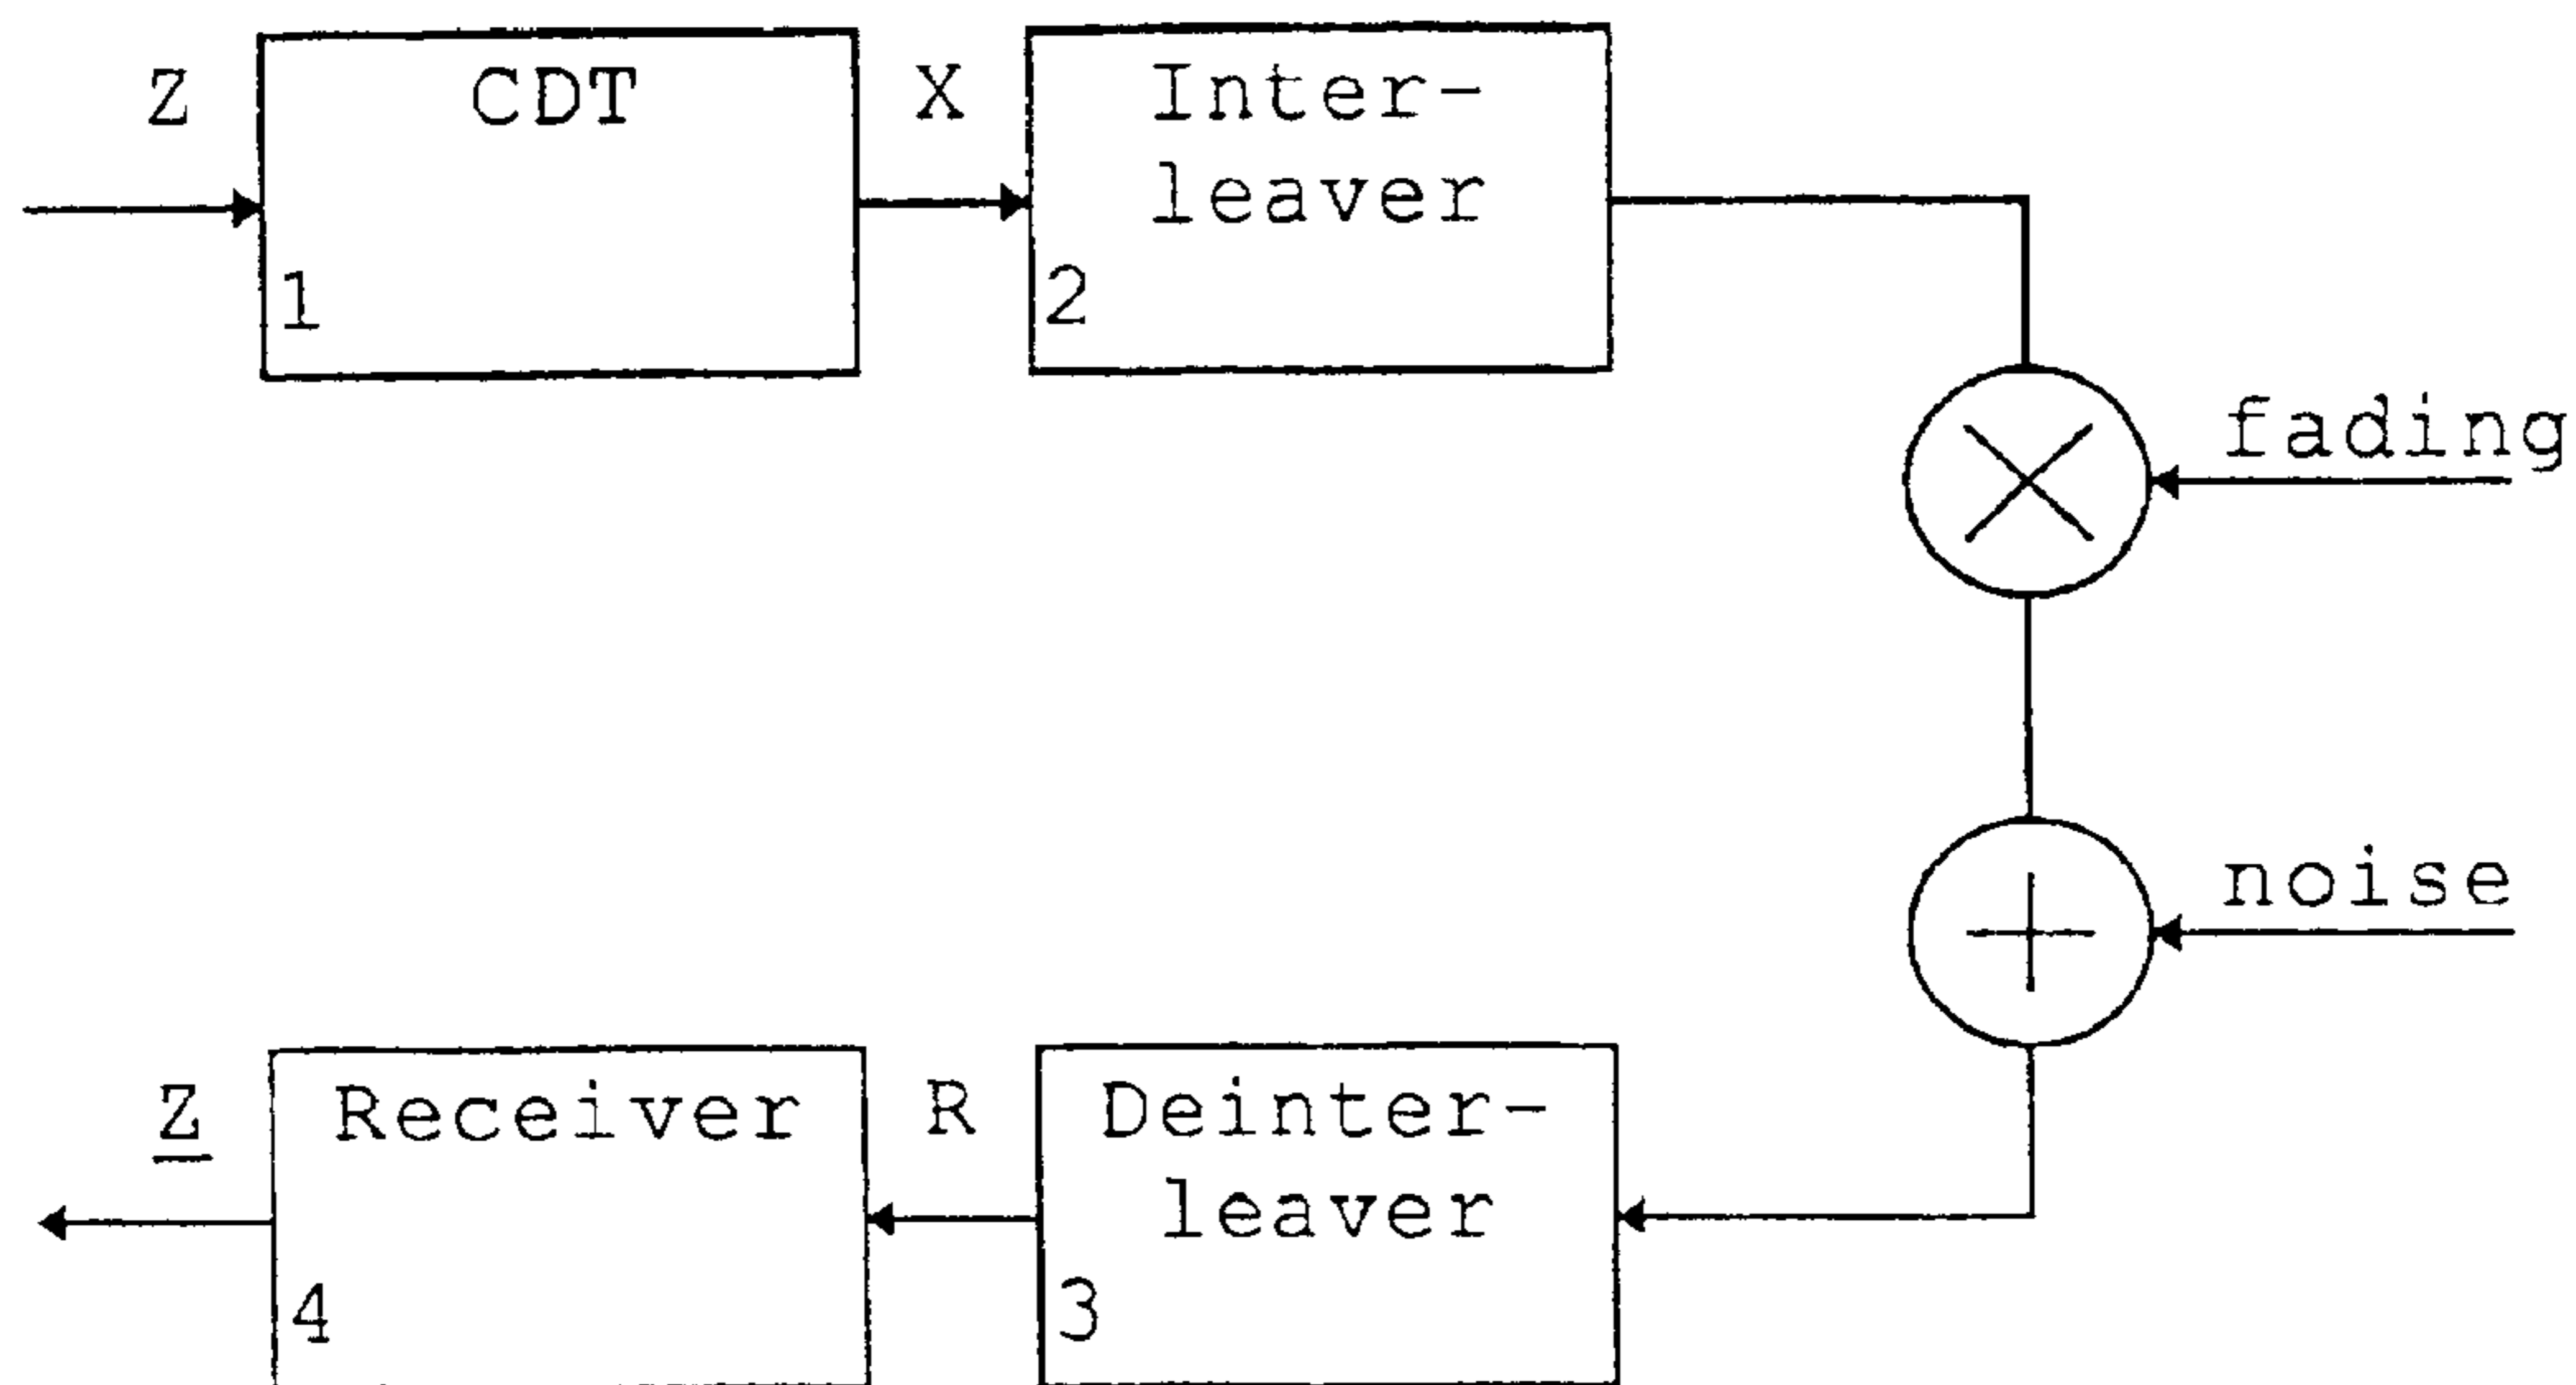 Z
CDT
1
X
Inter-
leaver
2
fading
noise
Deinter-
leaver
3
R
Receiver
4
Z